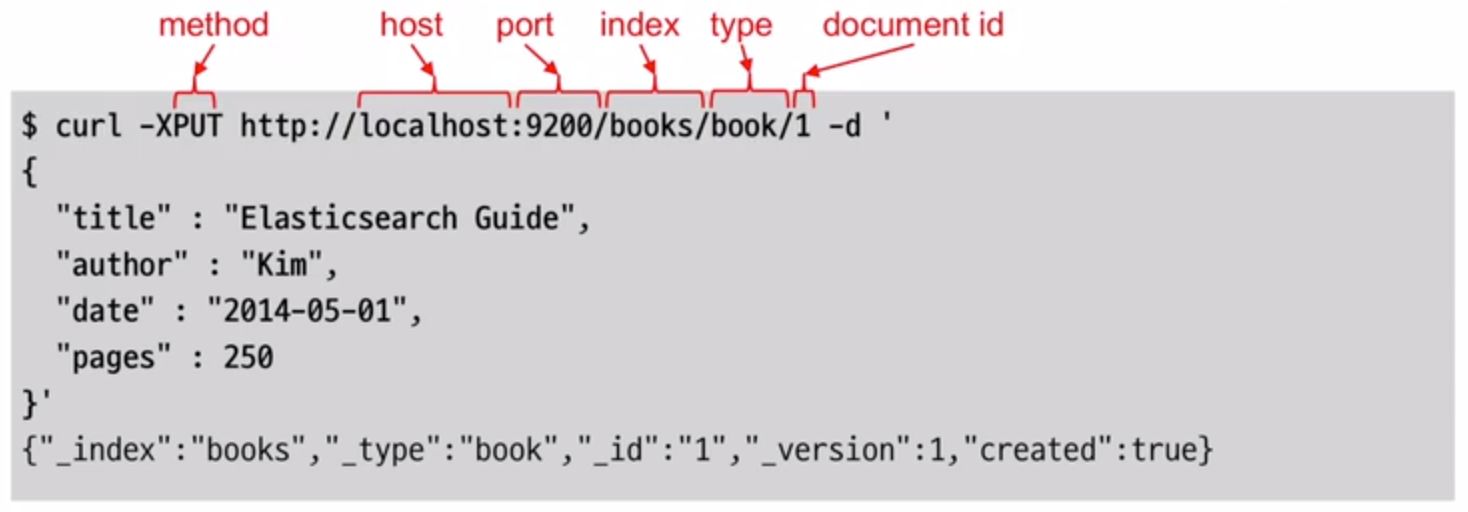 method host port index type document id
$ curl -XPUT http://localhost:9200/books/book/1 -d '
{
"title" : "Elasticsearch Guide",
"author" : "Kim",
"date" : "2014-05-01",
"pages" : 250
}'
{"_index":"books","_type":"book","_id":"1","_version":1,"created":true}